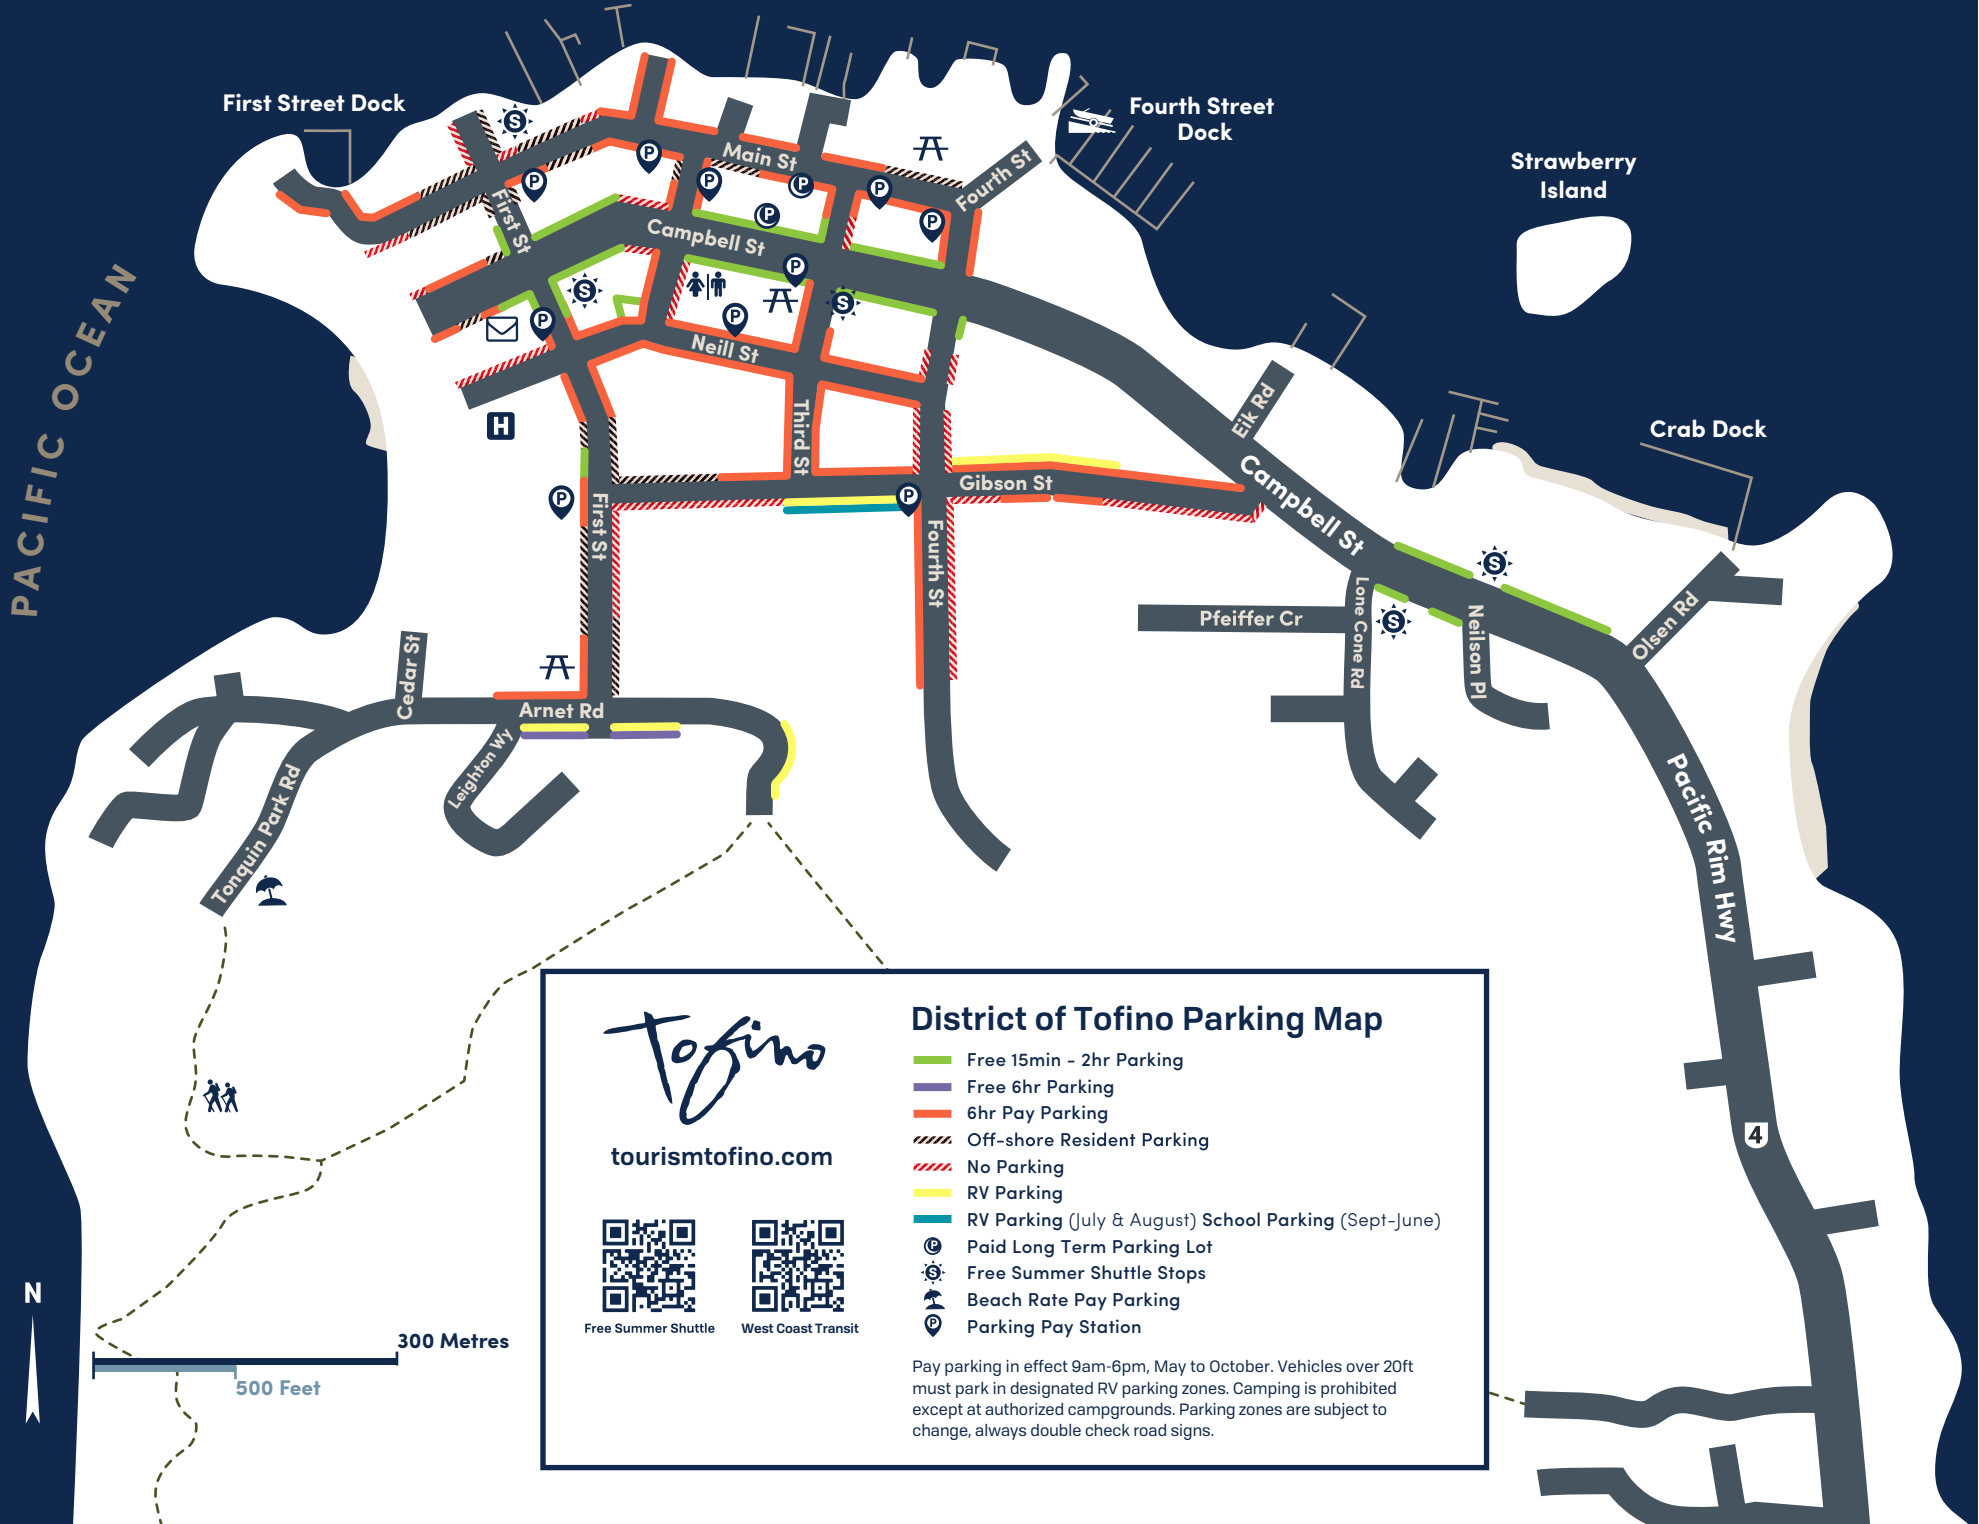 First Street Dock
Fourth Street
Dock
Strawberry
Island
PACIFIC OCEAN
Main St
Fourth St
First St
Campbell St
Neill St
Third St
H
Elk Rd
Crab Dock
Gibson St
Campbell St
First St
Fourth St
Pfeiffer Cr
Lone Cone Rd
Neilson Pl
Olsen Rd
Cedar St
Arnet Rd
Leighton Wy
Tonquin Park Rd
Pacific Rim Hwy
4
N
300 Metres
500 Feet
Tofino
tourismtofino.com
Free Summer Shuttle
West Coast Transit
District of Tofino Parking Map
Free 15min - 2hr Parking
Free 6hr Parking
6hr Pay Parking
Off-shore Resident Parking
No Parking
RV Parking
RV Parking (July & August) School Parking (Sept-June)
P Paid Long Term Parking Lot
S Free Summer Shuttle Stops
Beach Rate Pay Parking
P Parking Pay Station
Pay parking in effect 9am-6pm, May to October. Vehicles over 20ft
must park in designated RV parking zones. Camping is prohibited
except at authorized campgrounds. Parking zones are subject to
change, always double check road signs.